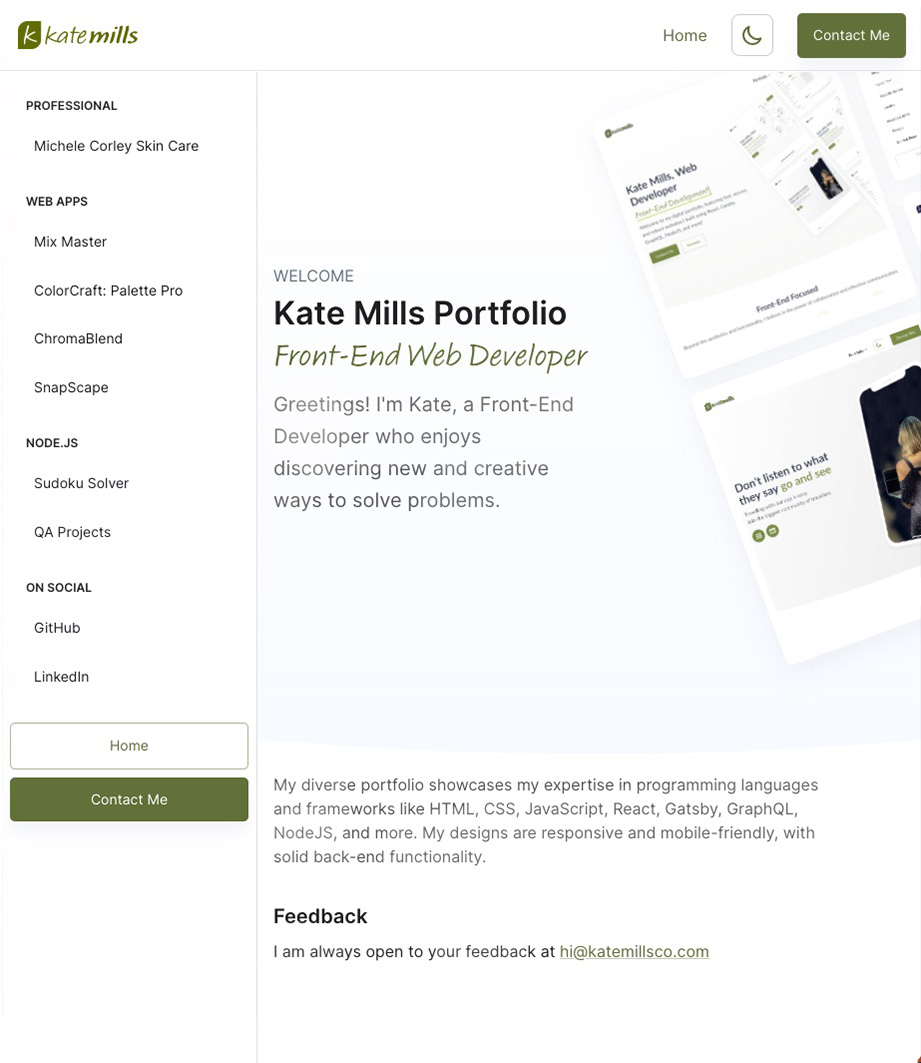 katemills
Home
Contact Me
PROFESSIONAL
Michele Corley Skin Care
WEB APPS
Mix Master
ColorCraft: Palette Pro
ChromaBlend
SnapScape
NODE.JS
Sudoku Solver
QA Projects
ON SOCIAL
GitHub
LinkedIn
Home
Contact Me
WELCOME
Kate Mills Portfolio
Front-End Web Developer
Greetings! I'm Kate, a Front-End
Developer who enjoys
discovering new and creative
ways to solve problems.
katemills
Kate Mills, Web
Developer
Front-End Development
Front-End Focused
katemills
Don't listen to what
they say go and see
My diverse portfolio showcases my expertise in programming languages
and frameworks like HTML, CSS, JavaScript, React, Gatsby, GraphQL,
NodeJS, and more. My designs are responsive and mobile-friendly, with
solid back-end functionality.
Feedback
I am always open to your feedback at hi@katemillsco.com